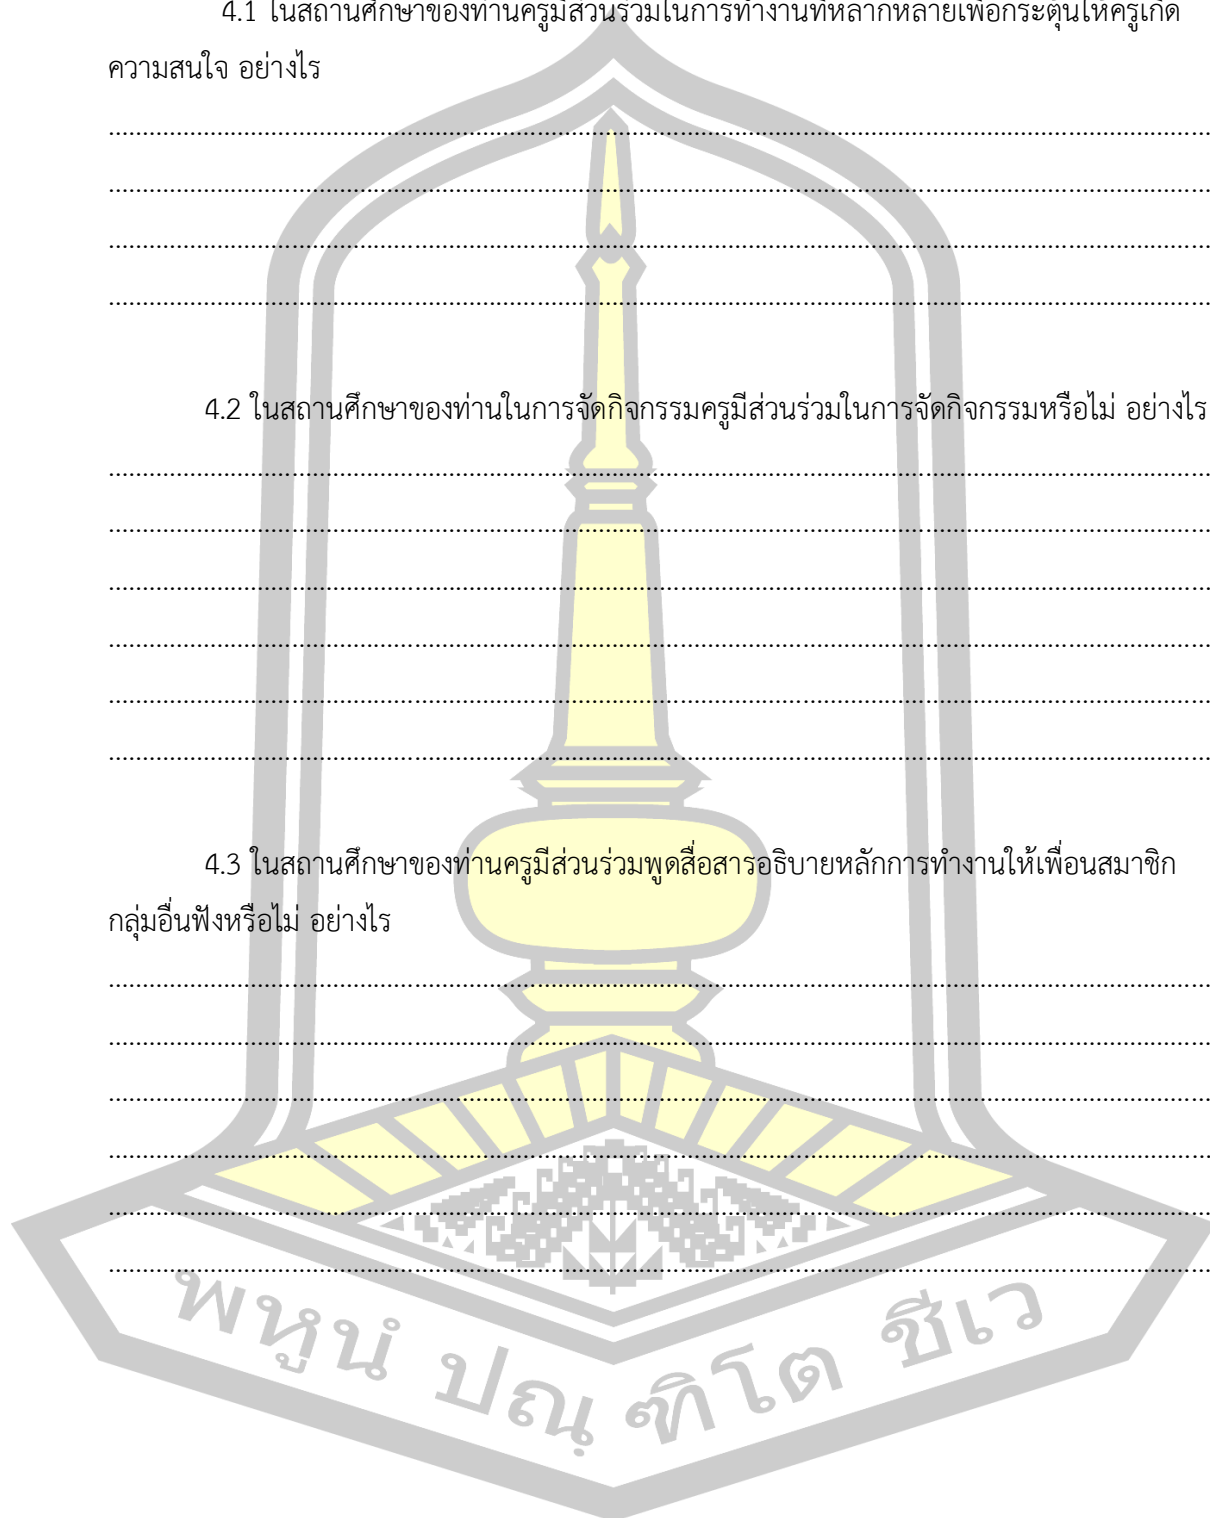 4.1 ในสถานศึกษาของท่านครูมีส่วนร่วมในการทำงานที่หลากหลายเพื่อกระตุ้นให้ครูเกิด
ความสนใจ อย่างไร
................................................................................
................................................................................
................................................................................
................................................................................
4.2 ในสถานศึกษาของท่านในการจัดกิจกรรมครูมีส่วนร่วมในการจัดกิจกรรมหรือไม่ อย่างไร
................................................................................
................................................................................
................................................................................
................................................................................
................................................................................
................................................................................
4.3 ในสถานศึกษาของท่านครูมีส่วนร่วมพูดสื่อสารอธิบายหลักการทำงานให้เพื่อนสมาชิก
กลุ่มอื่นฟังหรือไม่ อย่างไร
................................................................................
................................................................................
................................................................................
................................................................................
................................................................................
................................................................................
พหูนํ ปณฺฑิโต ชีเว